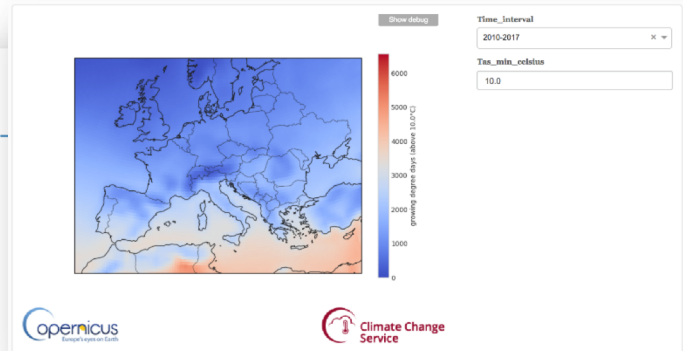 Show debug
Time_interval
2010-2017
Tas_min_celsius
10.0
6000
5000
4000
3000
2000
1000
0
growing degree days (above 10.0°C)
opernicus
Europe's eyes on Earth
Climate Change
Service